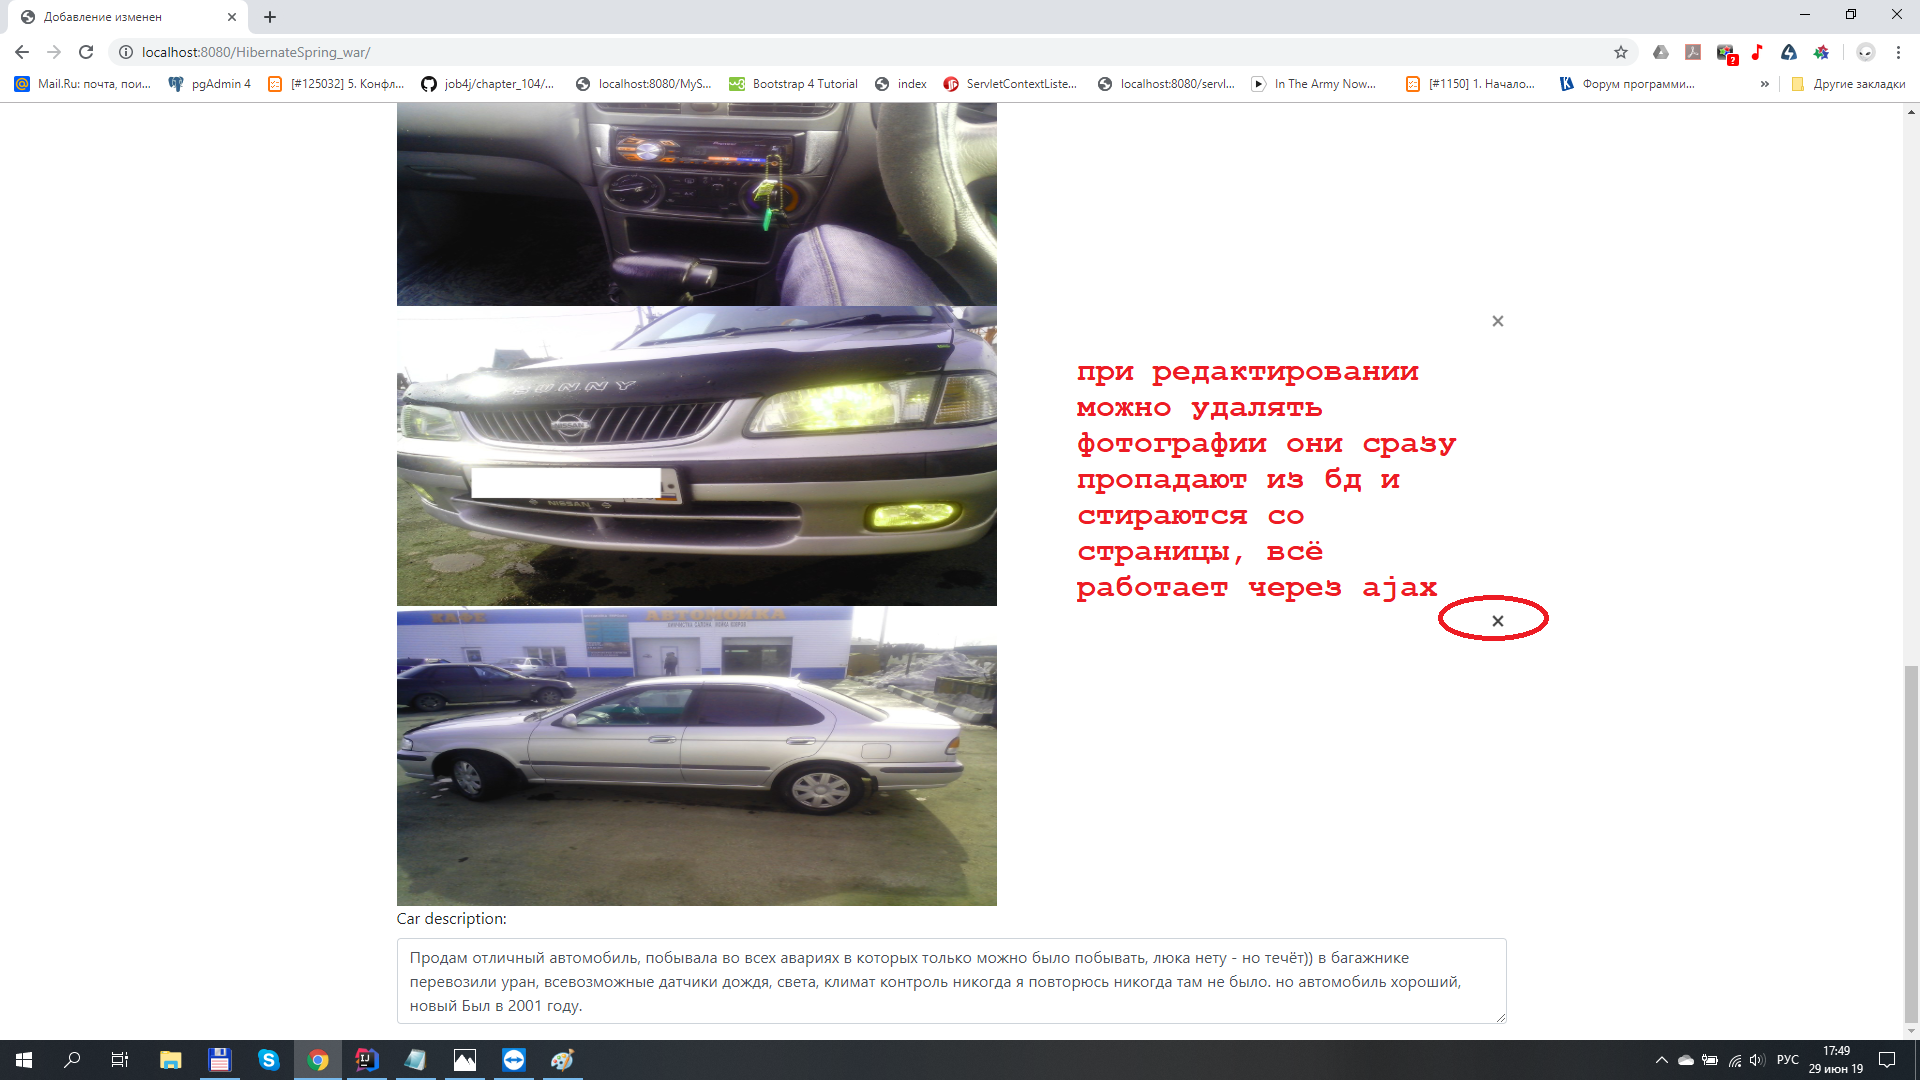 Добавление изменен
localhost:8080/HibernateSpring_war/
Mail.Ru: почта, пои...
pgAdmin 4
[#125032] 5. Конфл...
job4j/chapter_104/...
localhost:8080/MyS...
Bootstrap 4 Tutorial
index
ServletContextListe...
localhost:8080/servl...
In The Army Now...
[#1150] 1. Начало...
Форум программи...
Другие закладки
SUNNY
NISSAN
КАФЕ
АВТОМОЙКА
при редактировании
можно удалять
фотографии они сразу
пропадают из бд и
стираются со
страницы, всё
работает через ajax
Car description:
Продам отличный автомобиль, побывала во всех авариях в которых только можно было побывать, люка нету - но течёт)) в багажнике
перевозили уран, всевозможные датчики дождя, света, климат контроль никогда я повторюсь никогда там не было. но автомобиль хороший,
новый Был в 2001 году.
РУС
17:49
29 июн 19